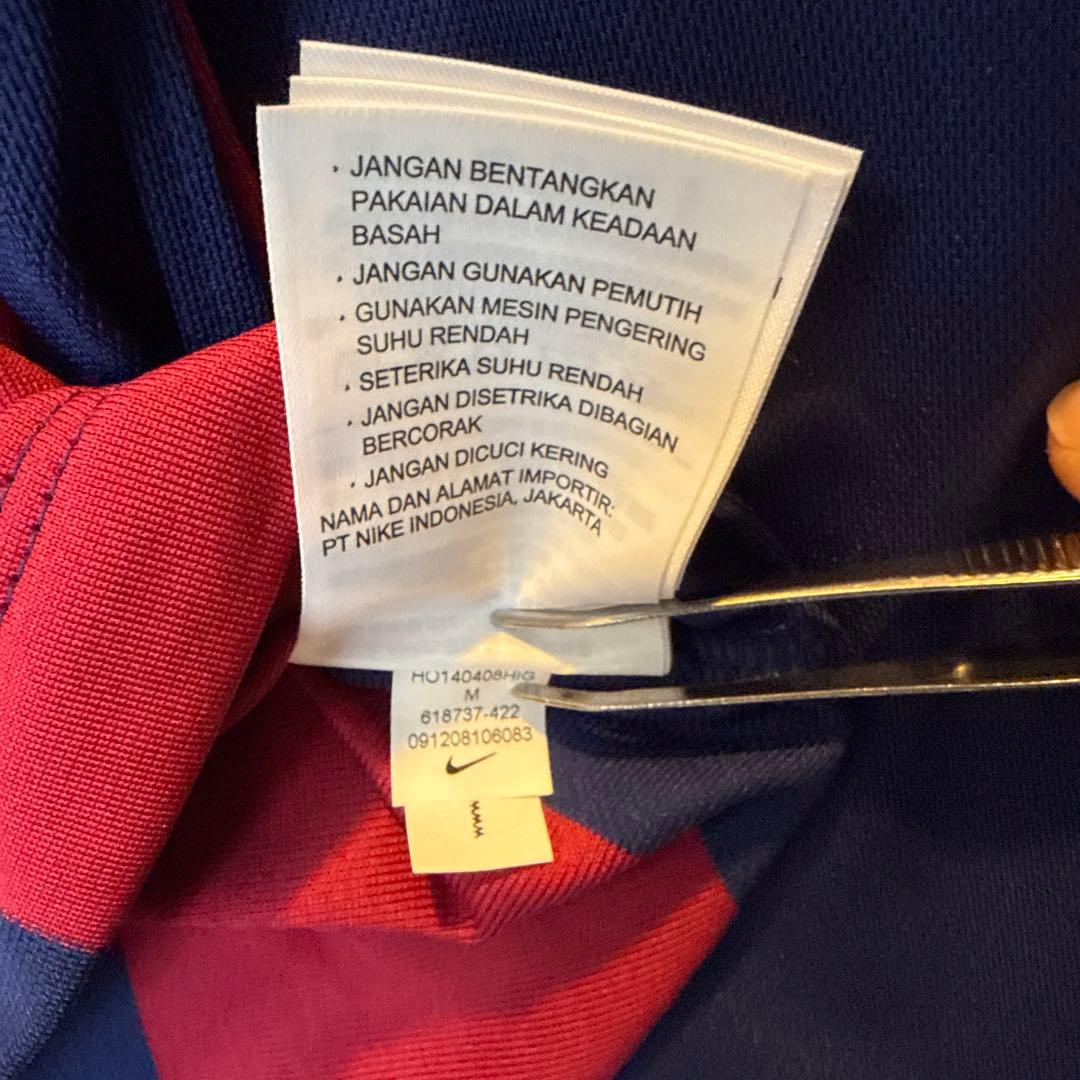 . JANGAN BENTANGKAN
PAKAIAN DALAM KEADAAN
BASAH
. JANGAN GUNAKAN PEMUTIH
. GUNAKAN MESIN PENGERING
SUHU RENDAH
. SETERIKA SUHU RENDAH
. JANGAN DISETRIKA DIBAGIAN
BERCORAK
. JANGAN DICUCI KERING
NAMA DAN ALAMAT IMPORTIR:
PT NIKE INDONESIA, JAKARTA
HO140408HIG
M
618737-422
091208106083